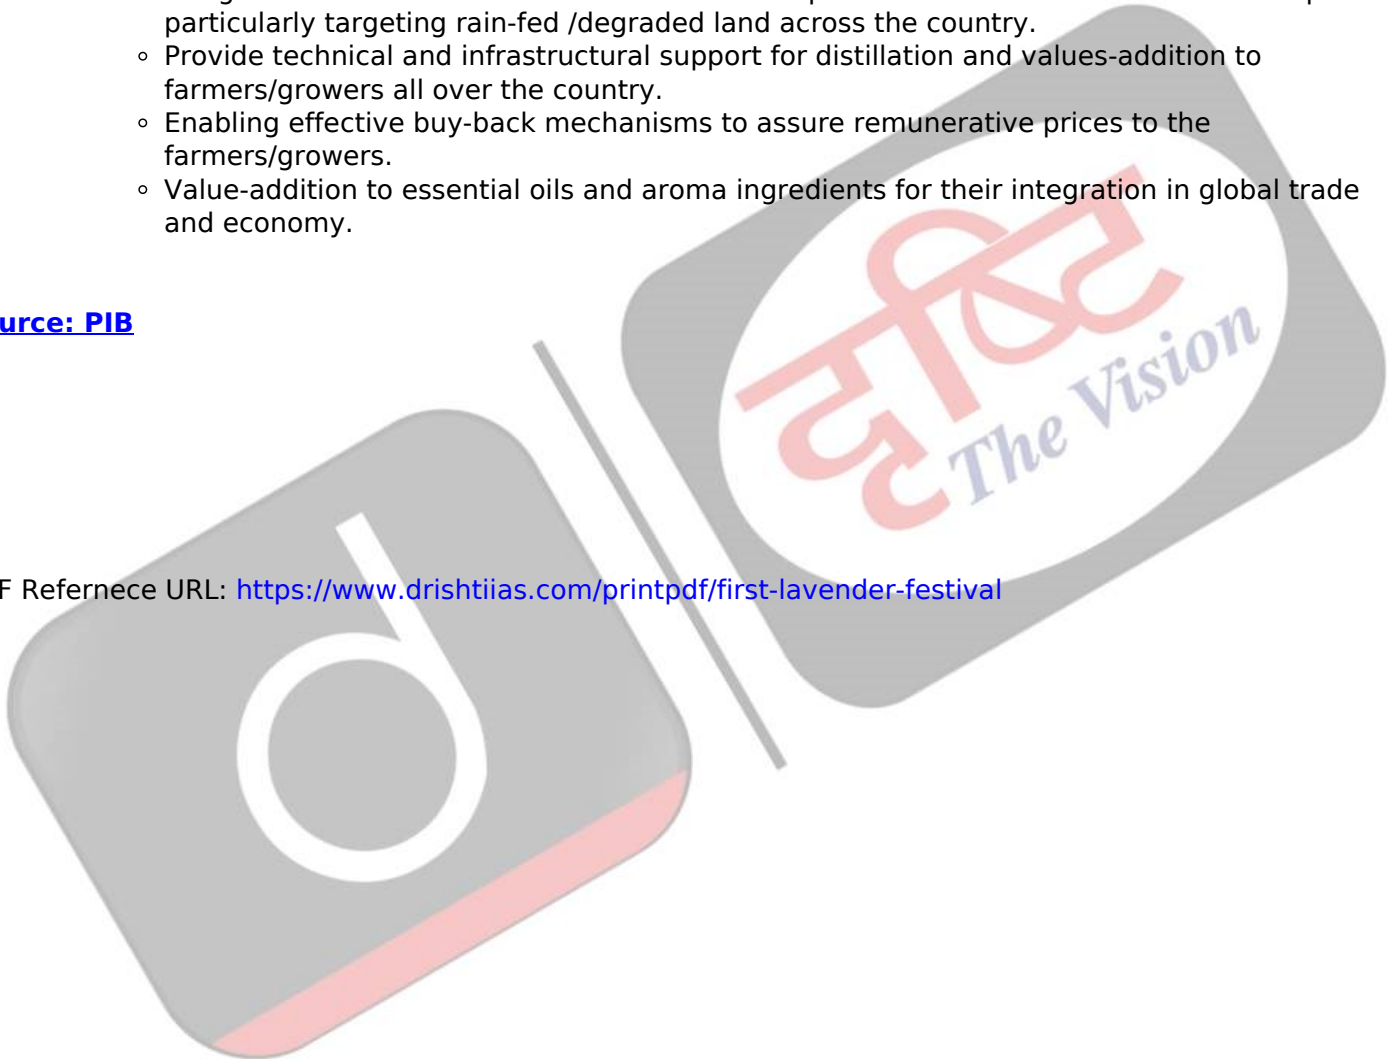 particularly targeting rain-fed /degraded land across the country.
Provide technical and infrastructural support for distillation and values-addition to
farmers/growers all over the country.
Enabling effective buy-back mechanisms to assure remunerative prices to the
farmers/growers.
Value-addition to essential oils and aroma ingredients for their integration in global trade
and economy.
urce: PIB
दृष्टि
The Vision
d
F Refernece URL: https://www.drishtiias.com/printpdf/first-lavender-festival